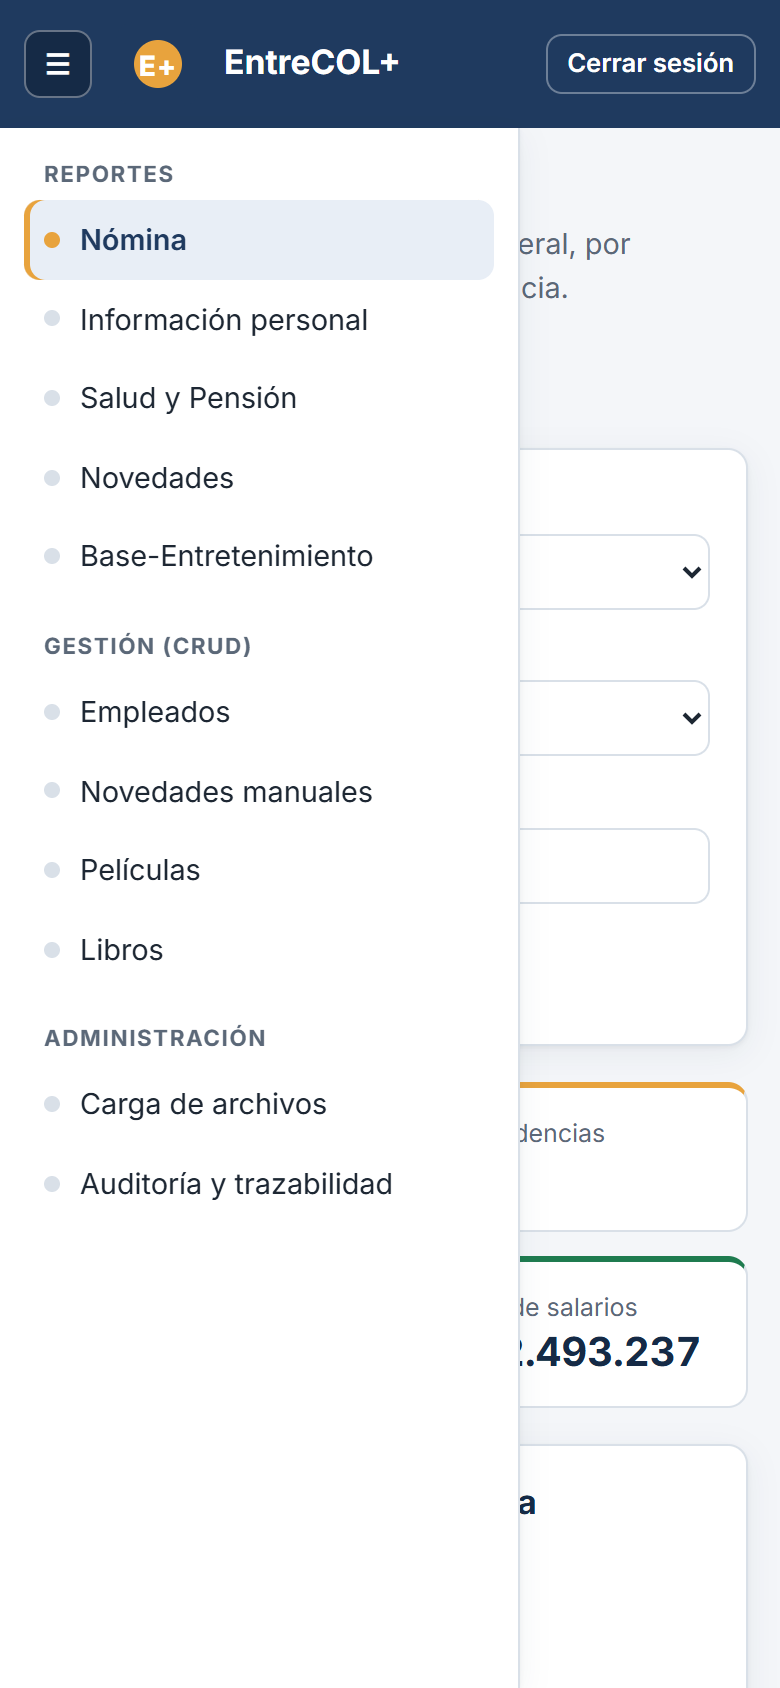 ☰ E+ EntreCOL+ Cerrar sesión
REPORTES
Nómina
Información personal
Salud y Pensión
Novedades
Base-Entretenimiento
GESTIÓN (CRUD)
Empleados
Novedades manuales
Películas
Libros
ADMINISTRACIÓN
Carga de archivos
Auditoría y trazabilidad
eral, por
cia.
dencias
de salarios
.493.237
a